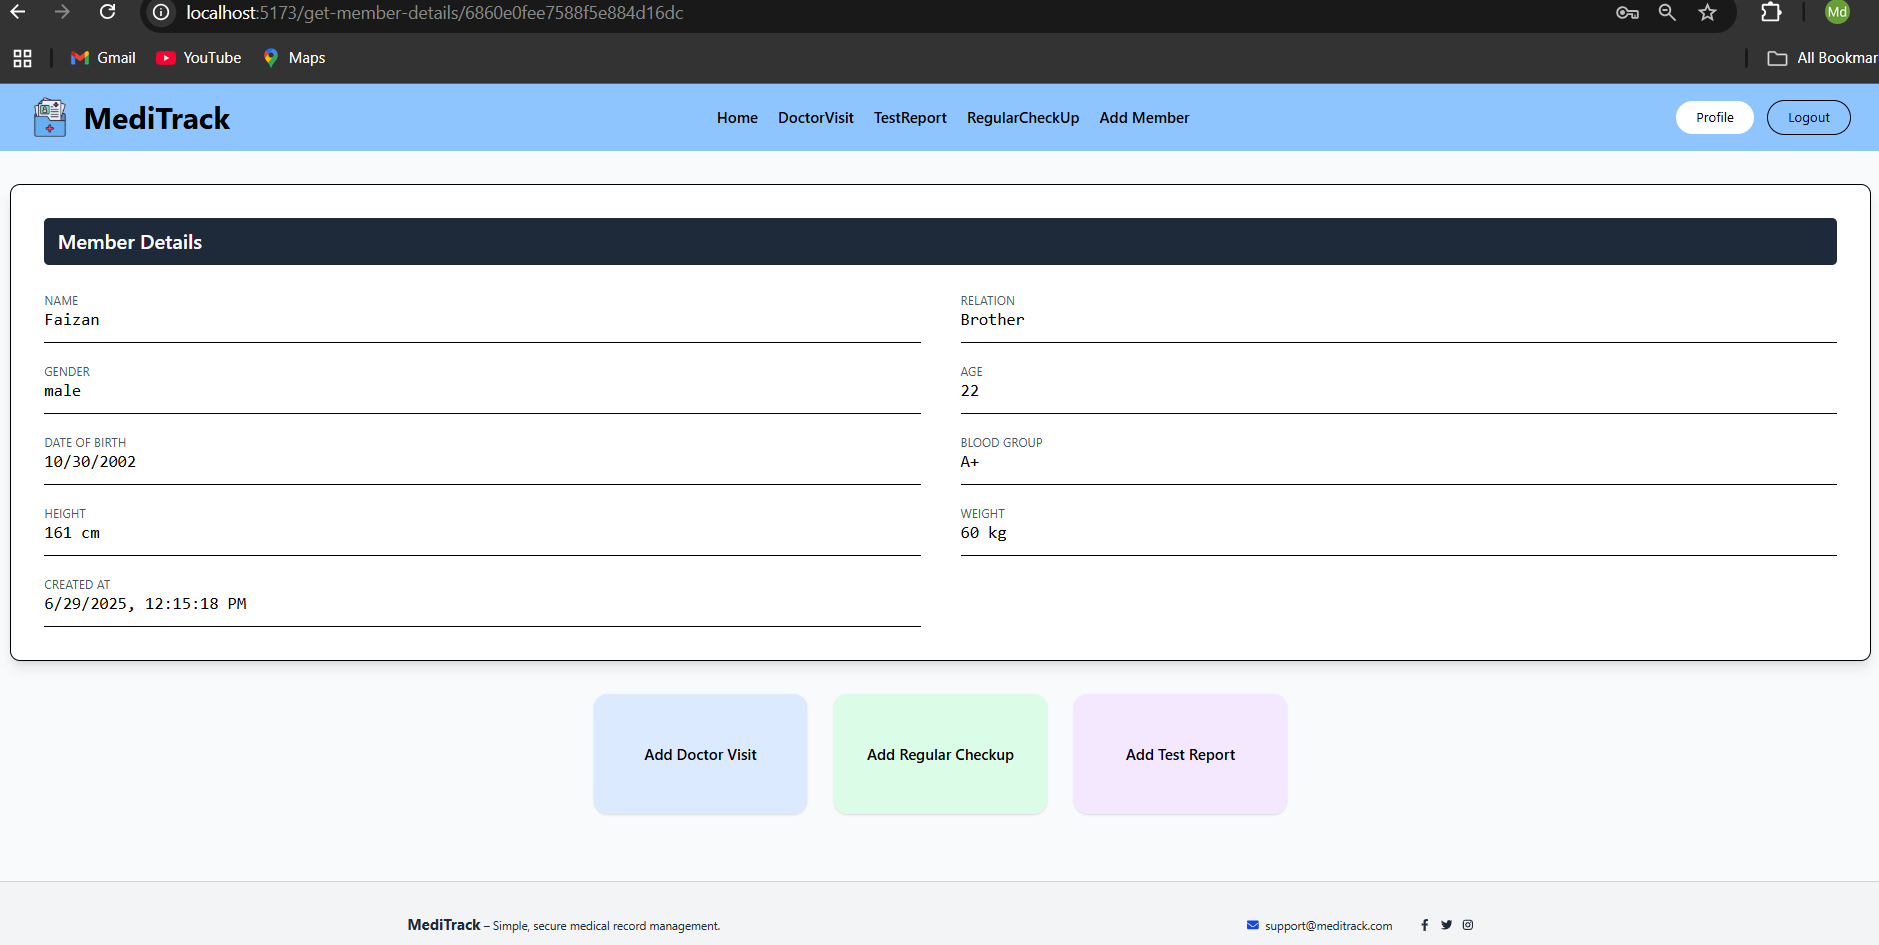 localhost:5173/get-member-details/6860e0fee7588f5e884d16dc
Md
Gmail
YouTube
Maps
All Bookmar
MediTrack
Home
DoctorVisit
TestReport
RegularCheckUp
Add Member
Profile
Logout
Member Details
NAME
Faizan
RELATION
Brother
GENDER
male
AGE
22
DATE OF BIRTH
10/30/2002
BLOOD GROUP
A+
HEIGHT
161 cm
WEIGHT
60 kg
CREATED AT
6/29/2025, 12:15:18 PM
Add Doctor Visit
Add Regular Checkup
Add Test Report
MediTrack – Simple, secure medical record management.
support@meditrack.com